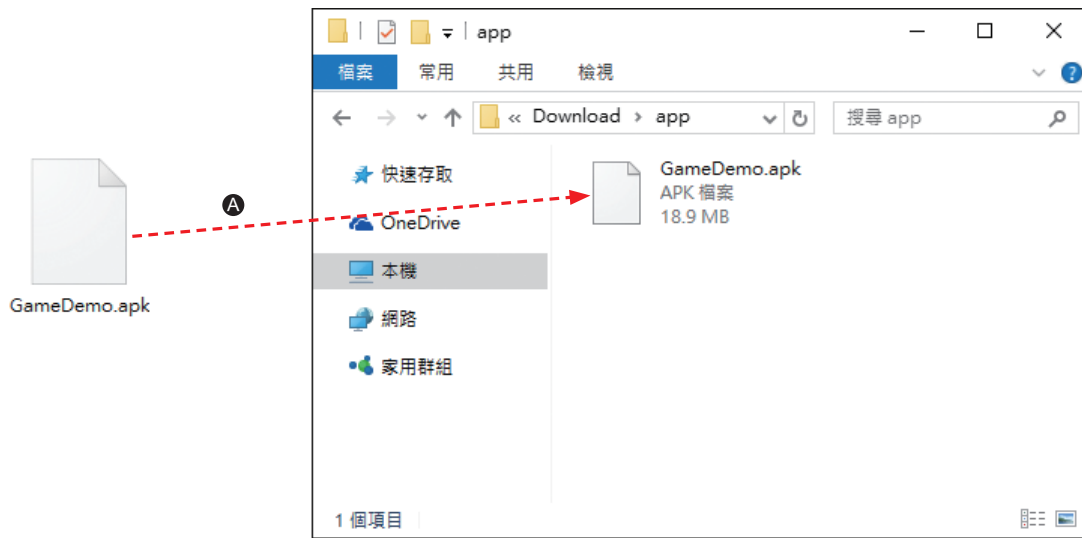 app
檔案 常用 共用 檢視
« Download › app
搜尋 app
GameDemo.apk
A
快速存取
OneDrive
本機
網路
家用群組
GameDemo.apk
APK 檔案
18.9 MB
1 個項目